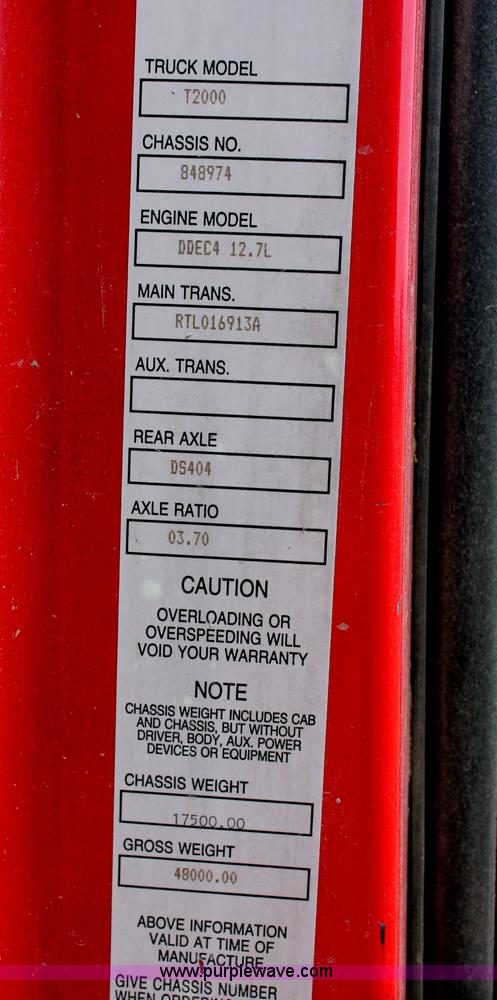 TRUCK MODEL
T2000
CHASSIS NO.
848974
ENGINE MODEL
DDEC4 12.7L
MAIN TRANS.
RTLO16913A
AUX. TRANS.
REAR AXLE
DS404
AXLE RATIO
03.70
CAUTION
OVERLOADING OR
OVERSPEEDING WILL
VOID YOUR WARRANTY
NOTE
CHASSIS WEIGHT INCLUDES CAB
AND CHASSIS, BUT WITHOUT
DRIVER, BODY, AUX. POWER
DEVICES OR EQUIPMENT
CHASSIS WEIGHT
17500.00
GROSS WEIGHT
48000.00
ABOVE INFORMATION
VALID AT TIME OF
MANUFACTURE
www.purplewave.com
GIVE CHASSIS NUMBER
WHEN ORDERING